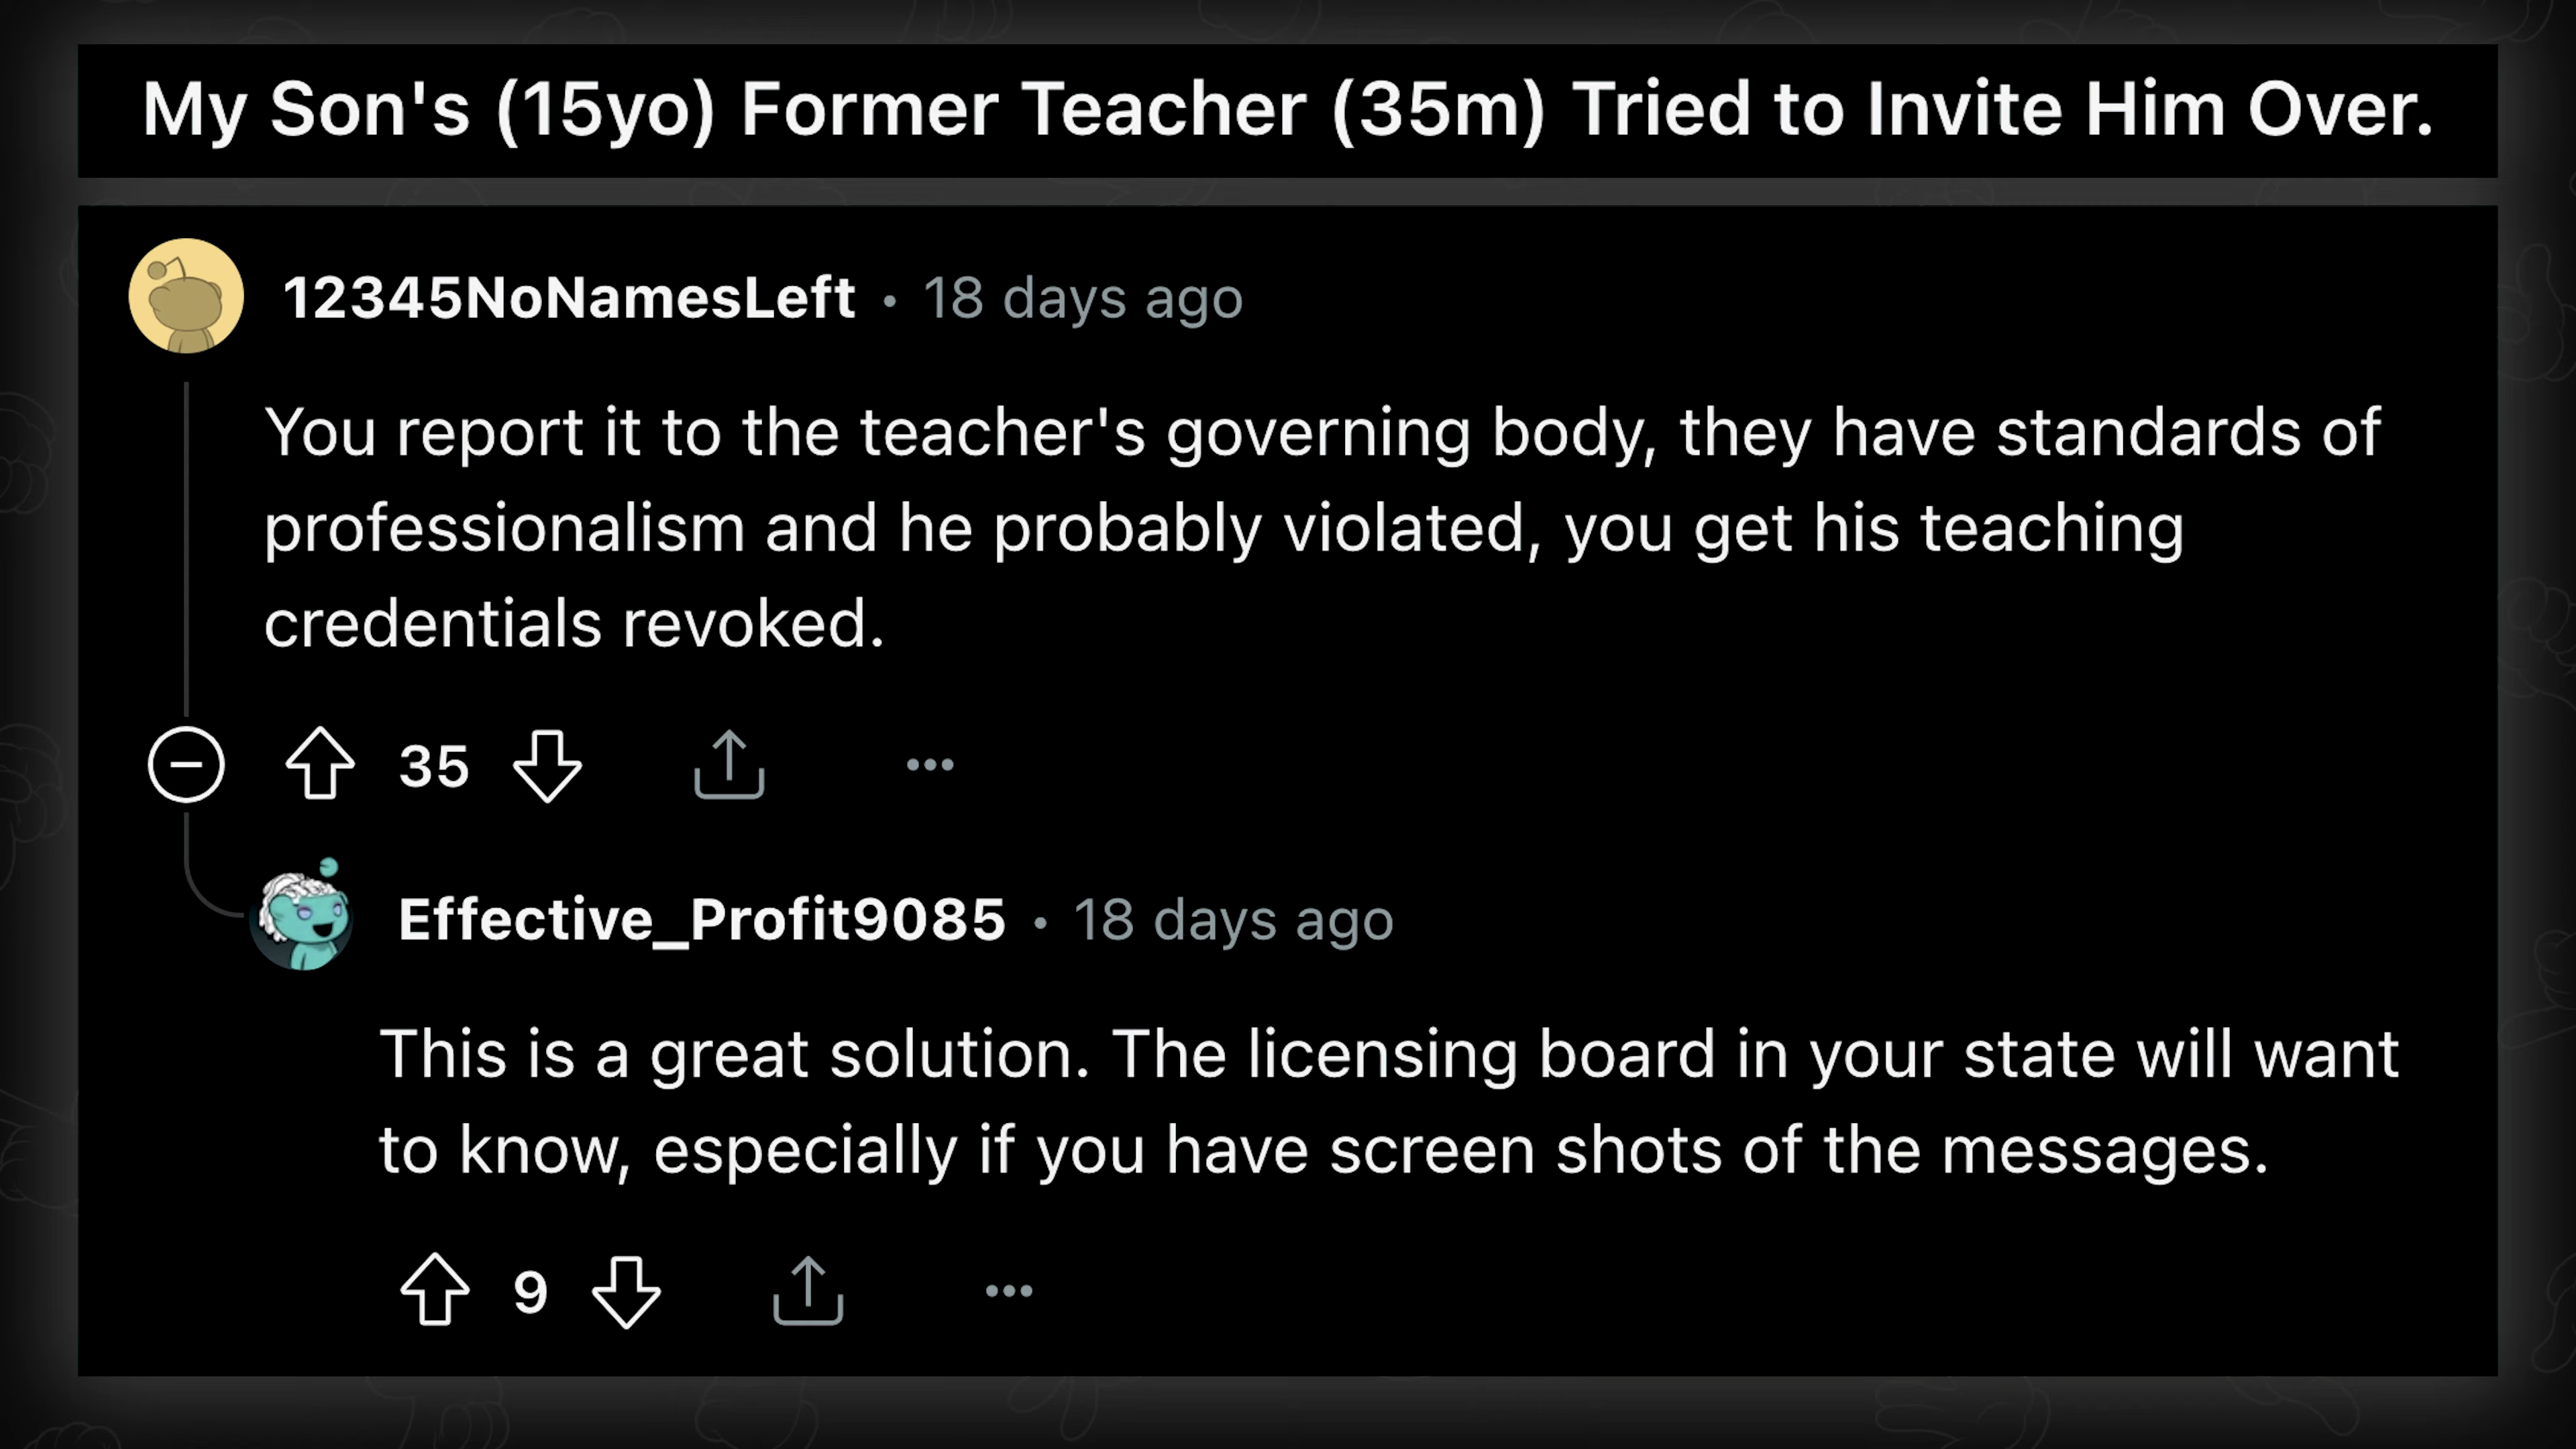 My Son's (15yo) Former Teacher (35m) Tried to Invite Him Over.
12345NoNamesLeft • 18 days ago
You report it to the teacher's governing body, they have standards of
professionalism and he probably violated, you get his teaching
credentials revoked.
35
Effective_Profit9085 • 18 days ago
This is a great solution. The licensing board in your state will want
to know, especially if you have screen shots of the messages.
9